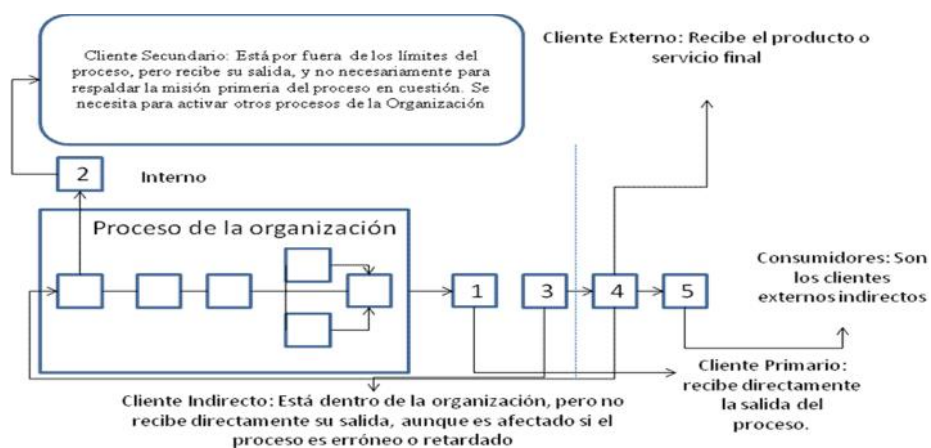 Cliente Secundario: Está por fuera de los límites del
proceso, pero recibe su salida, y no necesariamente para
respaldar la misión primeria del proceso en cuestión. Se
necesita para activar otros procesos de la Organización
Cliente Externo: Recibe el producto o
servicio final
2
Interno
Proceso de la organización
1
3
4
5
Consumidores: Son
los clientes
externos indirectos
Cliente Primario:
recibe directamente
la salida del
proceso.
Cliente Indirecto: Está dentro de la organización, pero no
recibe directamente su salida, aunque es afectado si el
proceso es erróneo o retardado